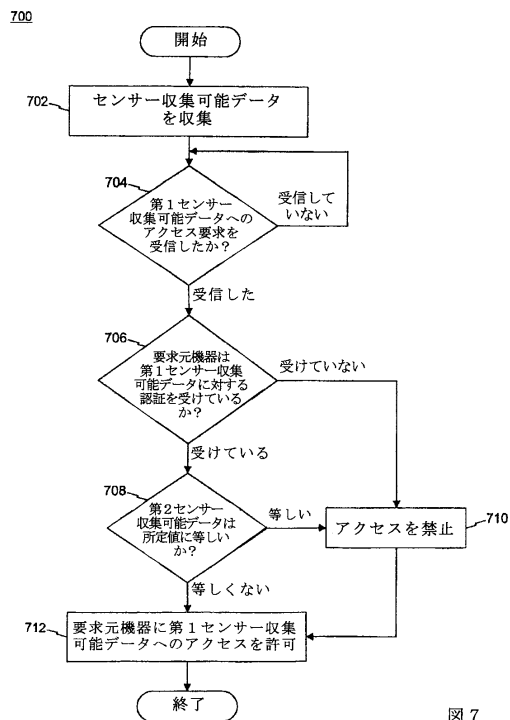 700
開始
702
センサー収集可能データ
を収集
704
第1センサー
収集可能データへの
アクセス要求を
受信したか？
受信して
いない
受信した
706
要求元機器は
第1センサー収集
可能データに対する
認証を受けている
か？
受けていない
受けている
708
第2センサー
収集可能データは
所定値に等しい
か？
等しい
アクセスを禁止
710
等しくない
712
要求元機器に第1センサー収集
可能データへのアクセスを許可
終了
図7